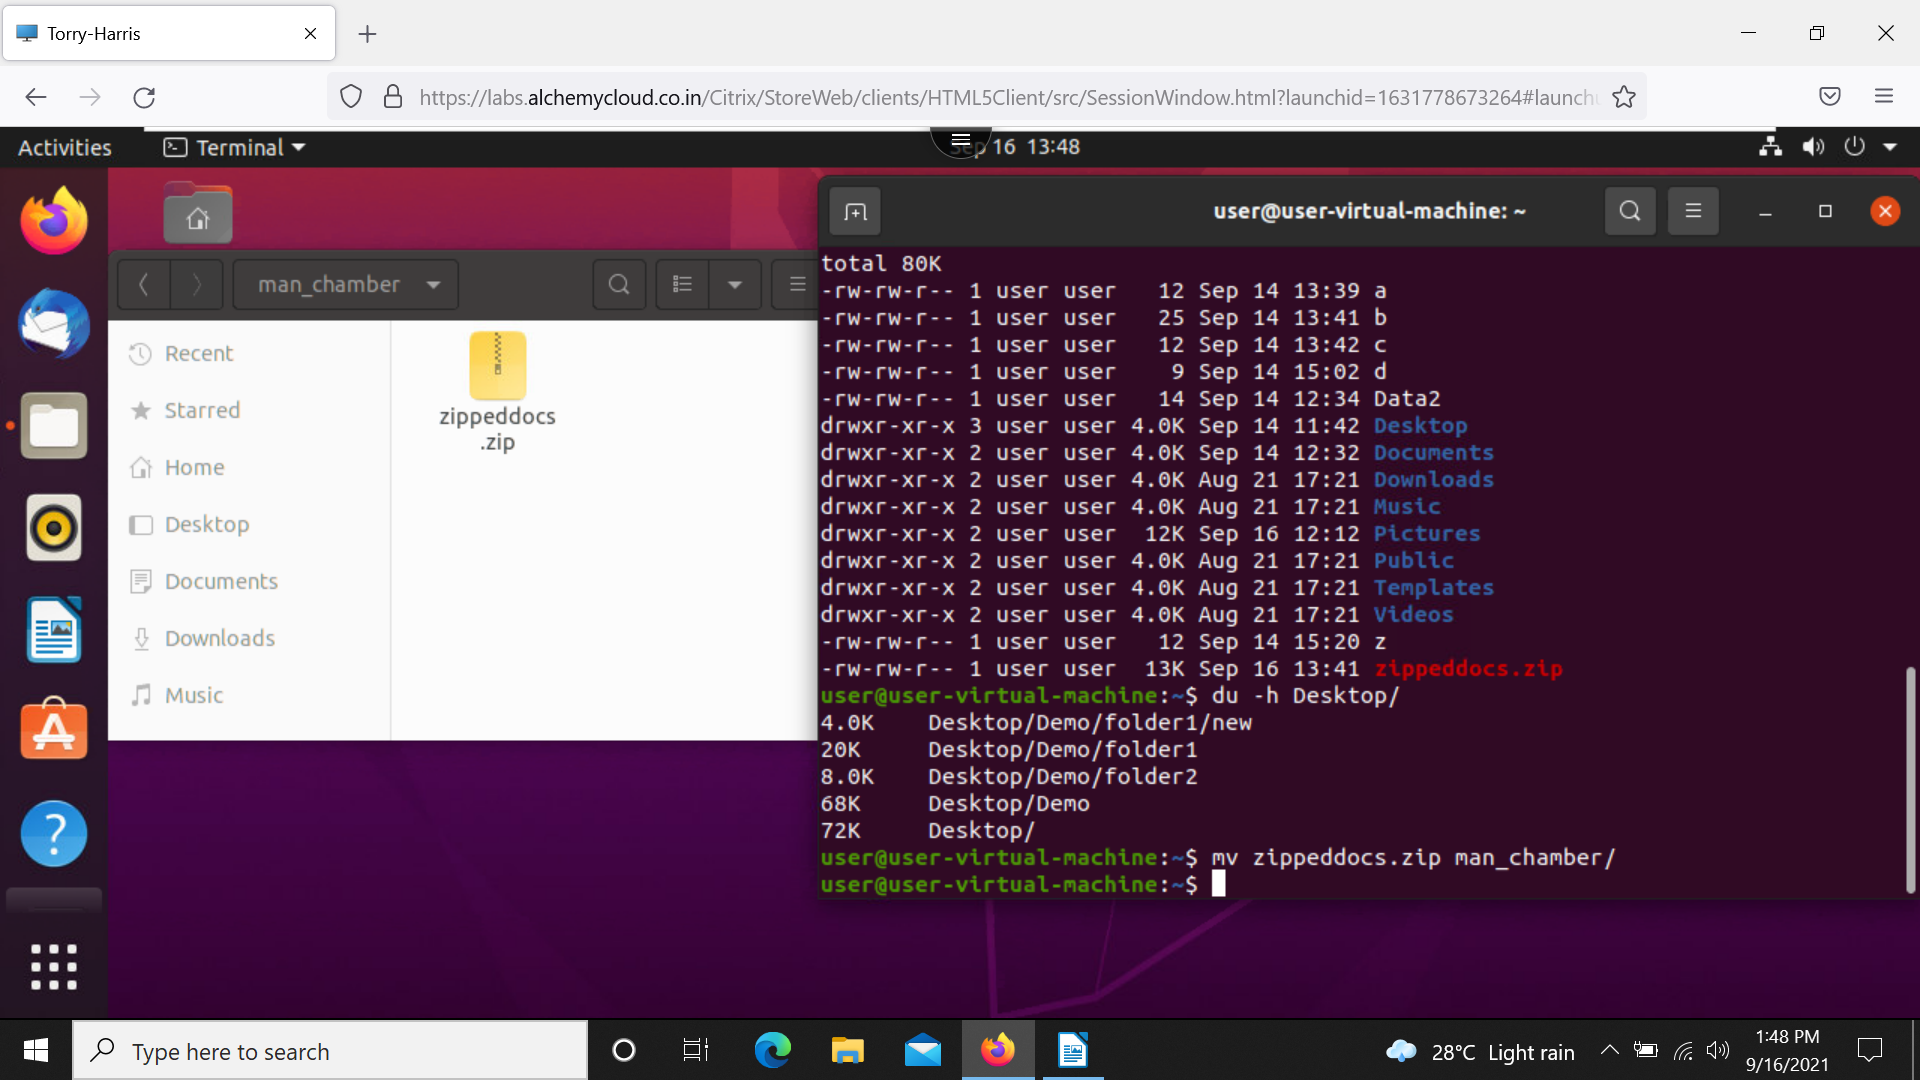 Torry-Harris
https://labs.alchemycloud.co.in/Citrix/StoreWeb/clients/HTML5Client/src/SessionWindow.html?launchid=1631778673264#launch
Activities
Terminal
Sep 16 13:48
user@user-virtual-machine: ~
man_chamber
Recent
Starred
Home
Desktop
Documents
Downloads
Music
zippeddocs
.zip
total 80K
-rw-rw-r-- 1 user user   12 Sep 14 13:39 a
-rw-rw-r-- 1 user user   25 Sep 14 13:41 b
-rw-rw-r-- 1 user user   12 Sep 14 13:42 c
-rw-rw-r-- 1 user user    9 Sep 14 15:02 d
-rw-rw-r-- 1 user user   14 Sep 14 12:34 Data2
drwxr-xr-x 3 user user 4.0K Sep 14 11:42 Desktop
drwxr-xr-x 2 user user 4.0K Sep 14 12:32 Documents
drwxr-xr-x 2 user user 4.0K Aug 21 17:21 Downloads
drwxr-xr-x 2 user user 4.0K Aug 21 17:21 Music
drwxr-xr-x 2 user user  12K Sep 16 12:12 Pictures
drwxr-xr-x 2 user user 4.0K Aug 21 17:21 Public
drwxr-xr-x 2 user user 4.0K Aug 21 17:21 Templates
drwxr-xr-x 2 user user 4.0K Aug 21 17:21 Videos
-rw-rw-r-- 1 user user   12 Sep 14 15:20 z
-rw-rw-r-- 1 user user  13K Sep 16 13:41 zippeddocs.zip
user@user-virtual-machine:~$ du -h Desktop/
4.0K    Desktop/Demo/folder1/new
20K     Desktop/Demo/folder1
8.0K    Desktop/Demo/folder2
68K     Desktop/Demo
72K     Desktop/
user@user-virtual-machine:~$ mv zippeddocs.zip man_chamber/
user@user-virtual-machine:~$
Type here to search
28°C Light rain
1:48 PM
9/16/2021